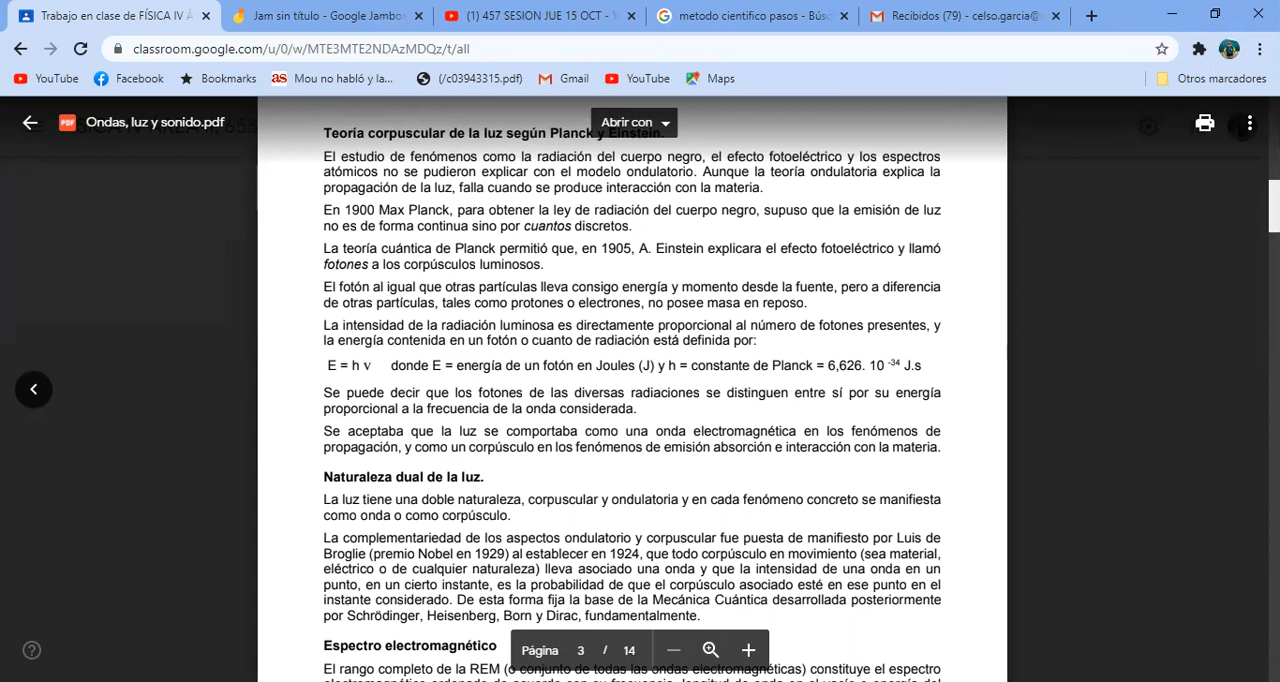 Trabajo en clase de FÍSICA IV Á
Jam sin título - Google Jambo
(1) 457 SESION JUE 15 OCT - W
metodo cientifico pasos - Bús
Recibidos (79) - celso.garcia@
classroom.google.com/u/0/w/MTE3MTE2NDAzMDQz/t/all
YouTube
Facebook
Bookmarks
as
Mou no habló y la...
(/c03943315.pdf)
Gmail
YouTube
Maps
Otros marcadores
PDF
Ondas, luz y sonido.pdf
Abrir con
Teoría corpuscular de la luz según Planck y Einstein.
El estudio de fenómenos como la radiación del cuerpo negro, el efecto fotoeléctrico y los espectros
atómicos no se pudieron explicar con el modelo ondulatorio. Aunque la teoría ondulatoria explica la
propagación de la luz, falla cuando se produce interacción con la materia.
En 1900 Max Planck, para obtener la ley de radiación del cuerpo negro, supuso que la emisión de luz
no es de forma continua sino por cuantos discretos.
La teoría cuántica de Planck permitió que, en 1905, A. Einstein explicara el efecto fotoeléctrico y llamó
fotones a los corpúsculos luminosos.
El fotón al igual que otras partículas lleva consigo energía y momento desde la fuente, pero a diferencia
de otras partículas, tales como protones o electrones, no posee masa en reposo.
La intensidad de la radiación luminosa es directamente proporcional al número de fotones presentes, y
la energía contenida en un fotón o cuanto de radiación está definida por:
E = h ν donde E = energía de un fotón en Joules (J) y h = constante de Planck = 6,626. 10 -34 J.s
Se puede decir que los fotones de las diversas radiaciones se distinguen entre sí por su energía
proporcional a la frecuencia de la onda considerada.
Se aceptaba que la luz se comportaba como una onda electromagnética en los fenómenos de
propagación, y como un corpúsculo en los fenómenos de emisión absorción e interacción con la materia.
Naturaleza dual de la luz.
La luz tiene una doble naturaleza, corpuscular y ondulatoria y en cada fenómeno concreto se manifiesta
como onda o como corpúsculo.
La complementariedad de los aspectos ondulatorio y corpuscular fue puesta de manifiesto por Luis de
Broglie (premio Nobel en 1929) al establecer en 1924, que todo corpúsculo en movimiento (sea material,
eléctrico o de cualquier naturaleza) lleva asociado una onda y que la intensidad de una onda en un
punto, en un cierto instante, es la probabilidad de que el corpúsculo asociado esté en ese punto en el
instante considerado. De esta forma fija la base de la Mecánica Cuántica desarrollada posteriormente
por Schrödinger, Heisenberg, Born y Dirac, fundamentalmente.
Espectro electromagnético
Página 3 / 14
El rango completo de la REM (o conjunto de todas las ondas electromagnéticas) constituye el espectro